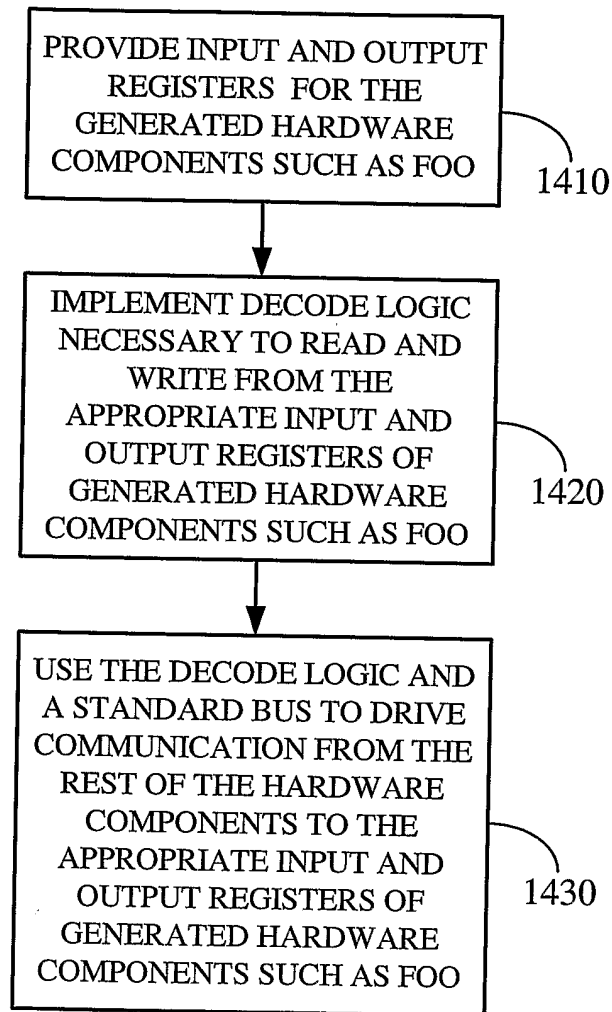 PROVIDE INPUT AND OUTPUT
REGISTERS FOR THE
GENERATED HARDWARE
COMPONENTS SUCH AS FOO
1410
IMPLEMENT DECODE LOGIC
NECESSARY TO READ AND
WRITE FROM THE
APPROPRIATE INPUT AND
OUTPUT REGISTERS OF
GENERATED HARDWARE
COMPONENTS SUCH AS FOO
1420
USE THE DECODE LOGIC AND
A STANDARD BUS TO DRIVE
COMMUNICATION FROM THE
REST OF THE HARDWARE
COMPONENTS TO THE
APPROPRIATE INPUT AND
OUTPUT REGISTERS OF
GENERATED HARDWARE
COMPONENTS SUCH AS FOO
1430